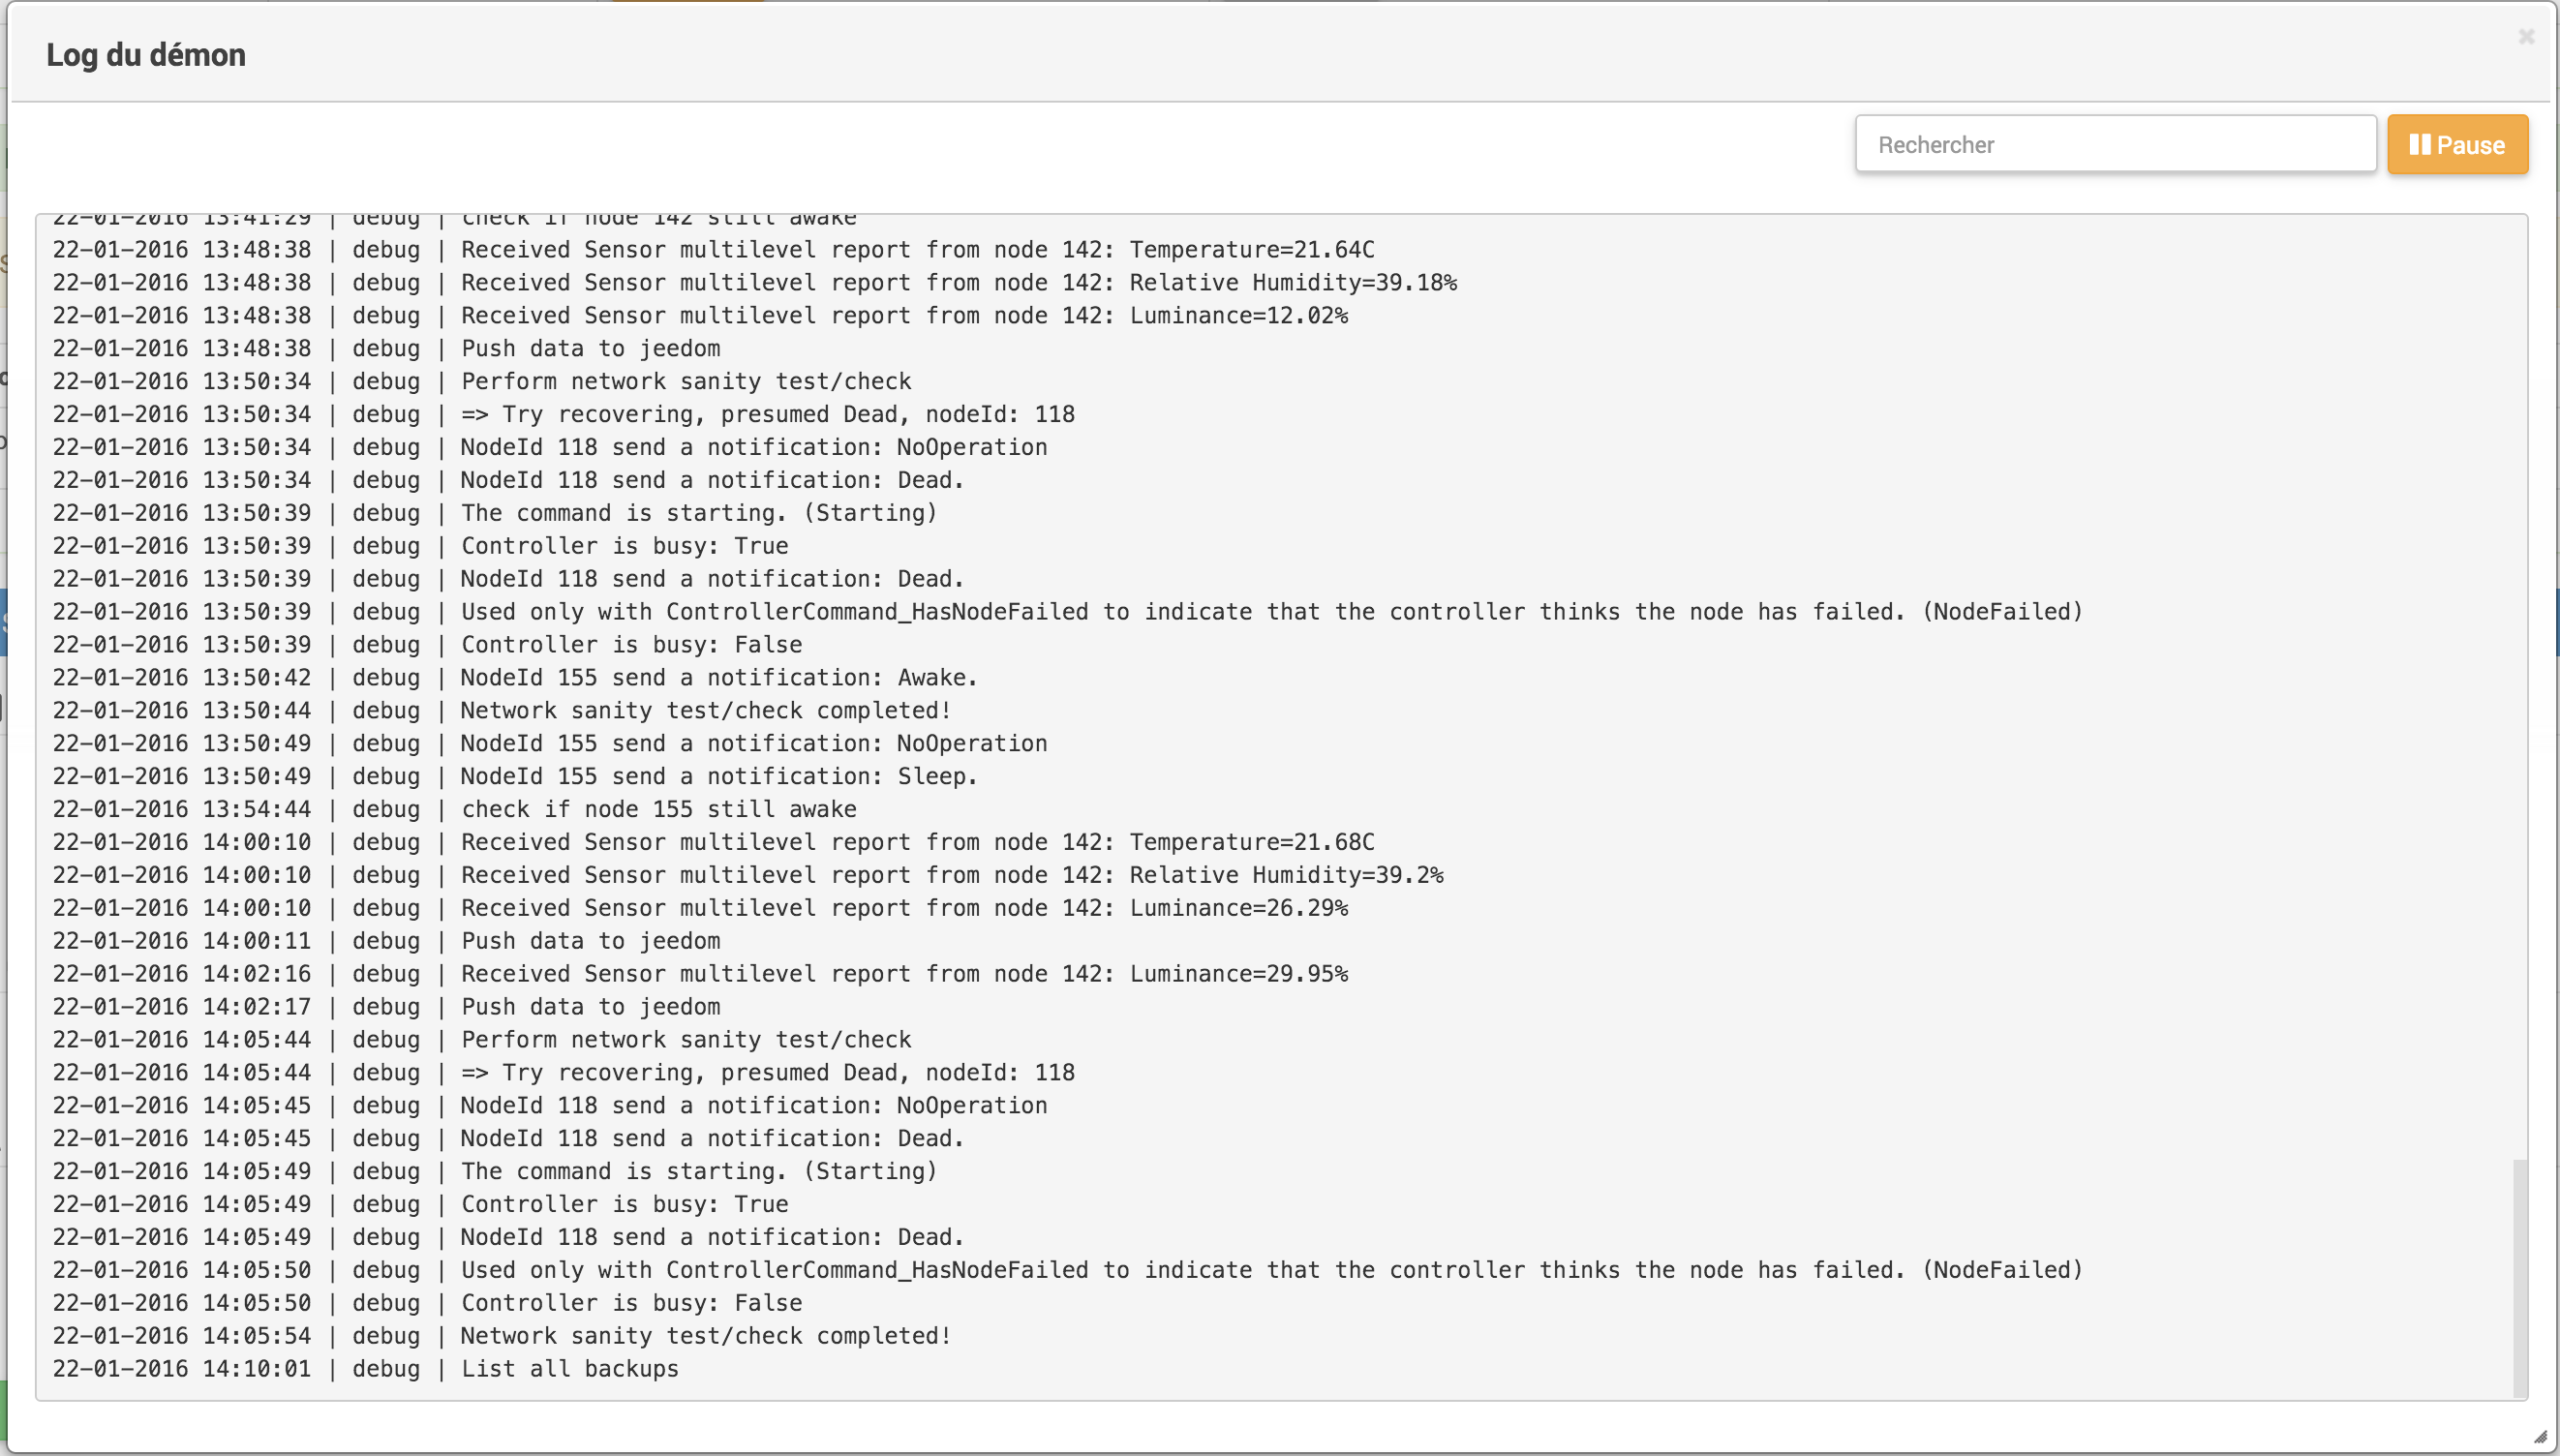 Log du démon
Rechercher
Pause
22-01-2016 13:41:29 | debug | check if node 142 still awake
22-01-2016 13:48:38 | debug | Received Sensor multilevel report from node 142: Temperature=21.64C
22-01-2016 13:48:38 | debug | Received Sensor multilevel report from node 142: Relative Humidity=39.18%
22-01-2016 13:48:38 | debug | Received Sensor multilevel report from node 142: Luminance=12.02%
22-01-2016 13:48:38 | debug | Push data to jeedom
22-01-2016 13:50:34 | debug | Perform network sanity test/check
22-01-2016 13:50:34 | debug | => Try recovering, presumed Dead, nodeId: 118
22-01-2016 13:50:34 | debug | NodeId 118 send a notification: NoOperation
22-01-2016 13:50:34 | debug | NodeId 118 send a notification: Dead.
22-01-2016 13:50:39 | debug | The command is starting. (Starting)
22-01-2016 13:50:39 | debug | Controller is busy: True
22-01-2016 13:50:39 | debug | NodeId 118 send a notification: Dead.
22-01-2016 13:50:39 | debug | Used only with ControllerCommand_HasNodeFailed to indicate that the controller thinks the node has failed. (NodeFailed)
22-01-2016 13:50:39 | debug | Controller is busy: False
22-01-2016 13:50:42 | debug | NodeId 155 send a notification: Awake.
22-01-2016 13:50:44 | debug | Network sanity test/check completed!
22-01-2016 13:50:49 | debug | NodeId 155 send a notification: NoOperation
22-01-2016 13:50:49 | debug | NodeId 155 send a notification: Sleep.
22-01-2016 13:54:44 | debug | check if node 155 still awake
22-01-2016 14:00:10 | debug | Received Sensor multilevel report from node 142: Temperature=21.68C
22-01-2016 14:00:10 | debug | Received Sensor multilevel report from node 142: Relative Humidity=39.2%
22-01-2016 14:00:10 | debug | Received Sensor multilevel report from node 142: Luminance=26.29%
22-01-2016 14:00:11 | debug | Push data to jeedom
22-01-2016 14:02:16 | debug | Received Sensor multilevel report from node 142: Luminance=29.95%
22-01-2016 14:02:17 | debug | Push data to jeedom
22-01-2016 14:05:44 | debug | Perform network sanity test/check
22-01-2016 14:05:44 | debug | => Try recovering, presumed Dead, nodeId: 118
22-01-2016 14:05:45 | debug | NodeId 118 send a notification: NoOperation
22-01-2016 14:05:45 | debug | NodeId 118 send a notification: Dead.
22-01-2016 14:05:49 | debug | The command is starting. (Starting)
22-01-2016 14:05:49 | debug | Controller is busy: True
22-01-2016 14:05:49 | debug | NodeId 118 send a notification: Dead.
22-01-2016 14:05:50 | debug | Used only with ControllerCommand_HasNodeFailed to indicate that the controller thinks the node has failed. (NodeFailed)
22-01-2016 14:05:50 | debug | Controller is busy: False
22-01-2016 14:05:54 | debug | Network sanity test/check completed!
22-01-2016 14:10:01 | debug | List all backups